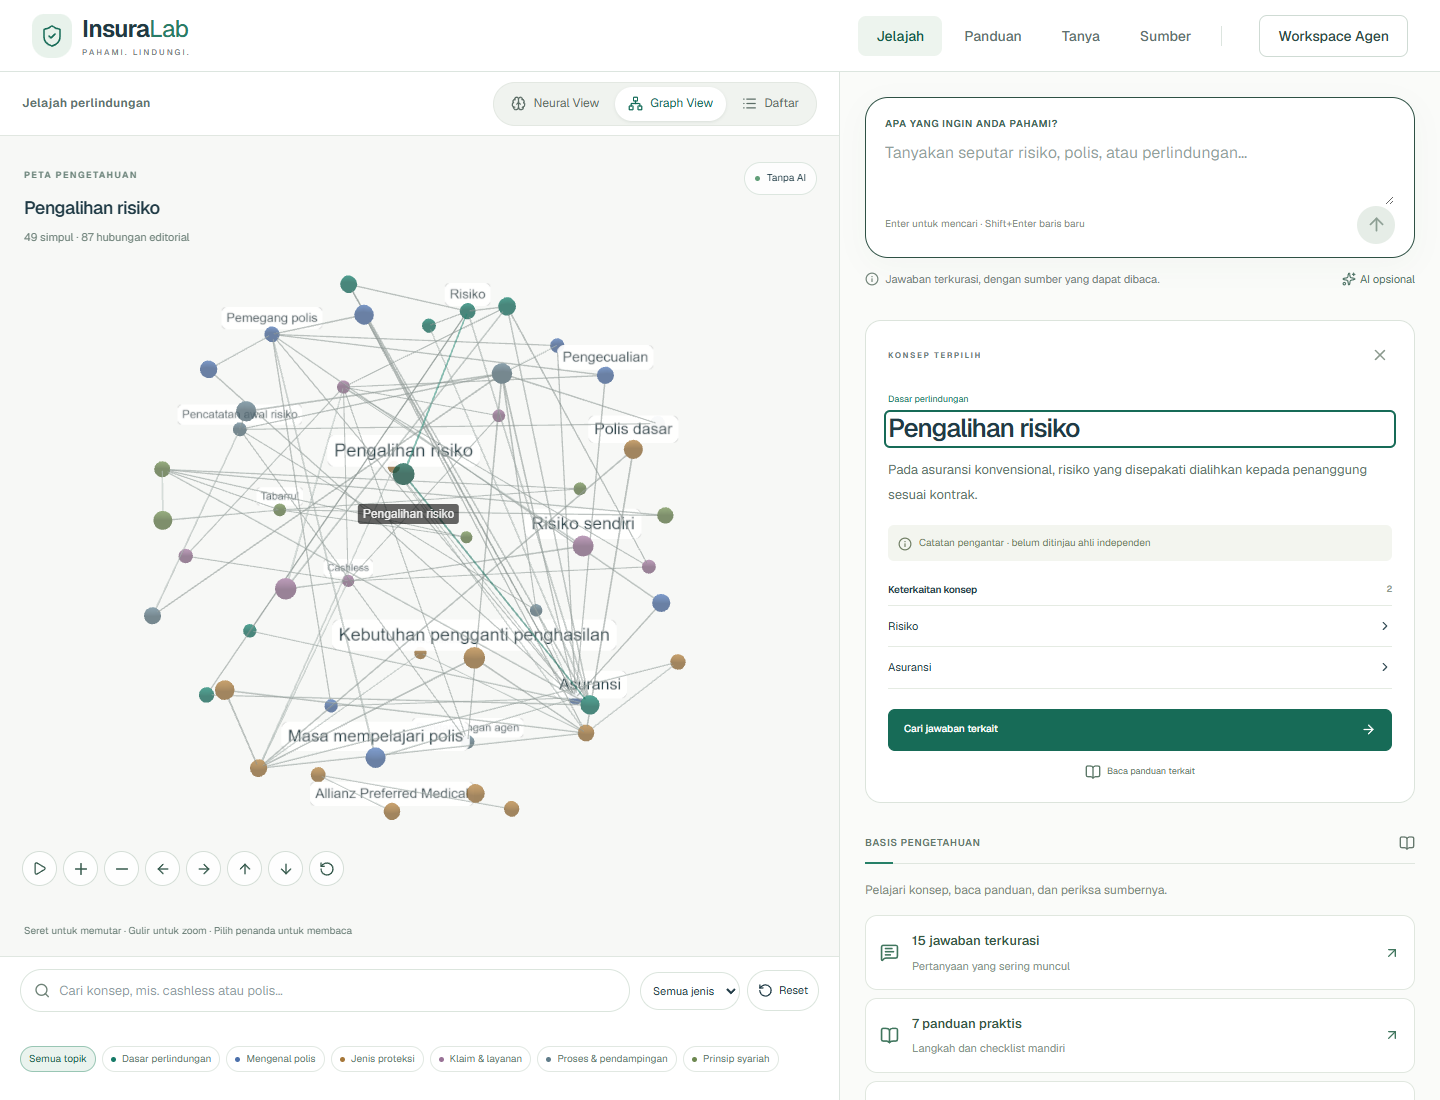 InsuraLab
PAHAMI. LINDUNGI.
Jelajah
Panduan
Tanya
Sumber
Workspace Agen
Jelajah perlindungan
Neural View
Graph View
Daftar
PETA PENGETAHUAN
Tanpa AI
Pengalihan risiko
49 simpul · 87 hubungan editorial
Risiko
Pemegang polis
Pengecualian
Pencatatan awal risiko
Polis dasar
Pengalihan risiko
Tabarru'
Pengalihan risiko
Risiko sendiri
Cashless
Kebutuhan pengganti penghasilan
Asuransi
Masa mempelajari polis
agen
Allianz Preferred Medical
Seret untuk memutar · Gulir untuk zoom · Pilih penanda untuk membaca
Cari konsep, mis. cashless atau polis...
Semua jenis
Reset
Semua topik
Dasar perlindungan
Mengenal polis
Jenis proteksi
Klaim & layanan
Proses & pendampingan
Prinsip syariah
APA YANG INGIN ANDA PAHAMI?
Tanyakan seputar risiko, polis, atau perlindungan...
Enter untuk mencari · Shift+Enter baris baru
Jawaban terkurasi, dengan sumber yang dapat dibaca.
AI opsional
KONSEP TERPILIH
Dasar perlindungan
Pengalihan risiko
Pada asuransi konvensional, risiko yang disepakati dialihkan kepada penanggung
sesuai kontrak.
Catatan pengantar · belum ditinjau ahli independen
Keterkaitan konsep
2
Risiko
Asuransi
Cari jawaban terkait
Baca panduan terkait
BASIS PENGETAHUAN
Pelajari konsep, baca panduan, dan periksa sumbernya.
15 jawaban terkurasi
Pertanyaan yang sering muncul
7 panduan praktis
Langkah dan checklist mandiri